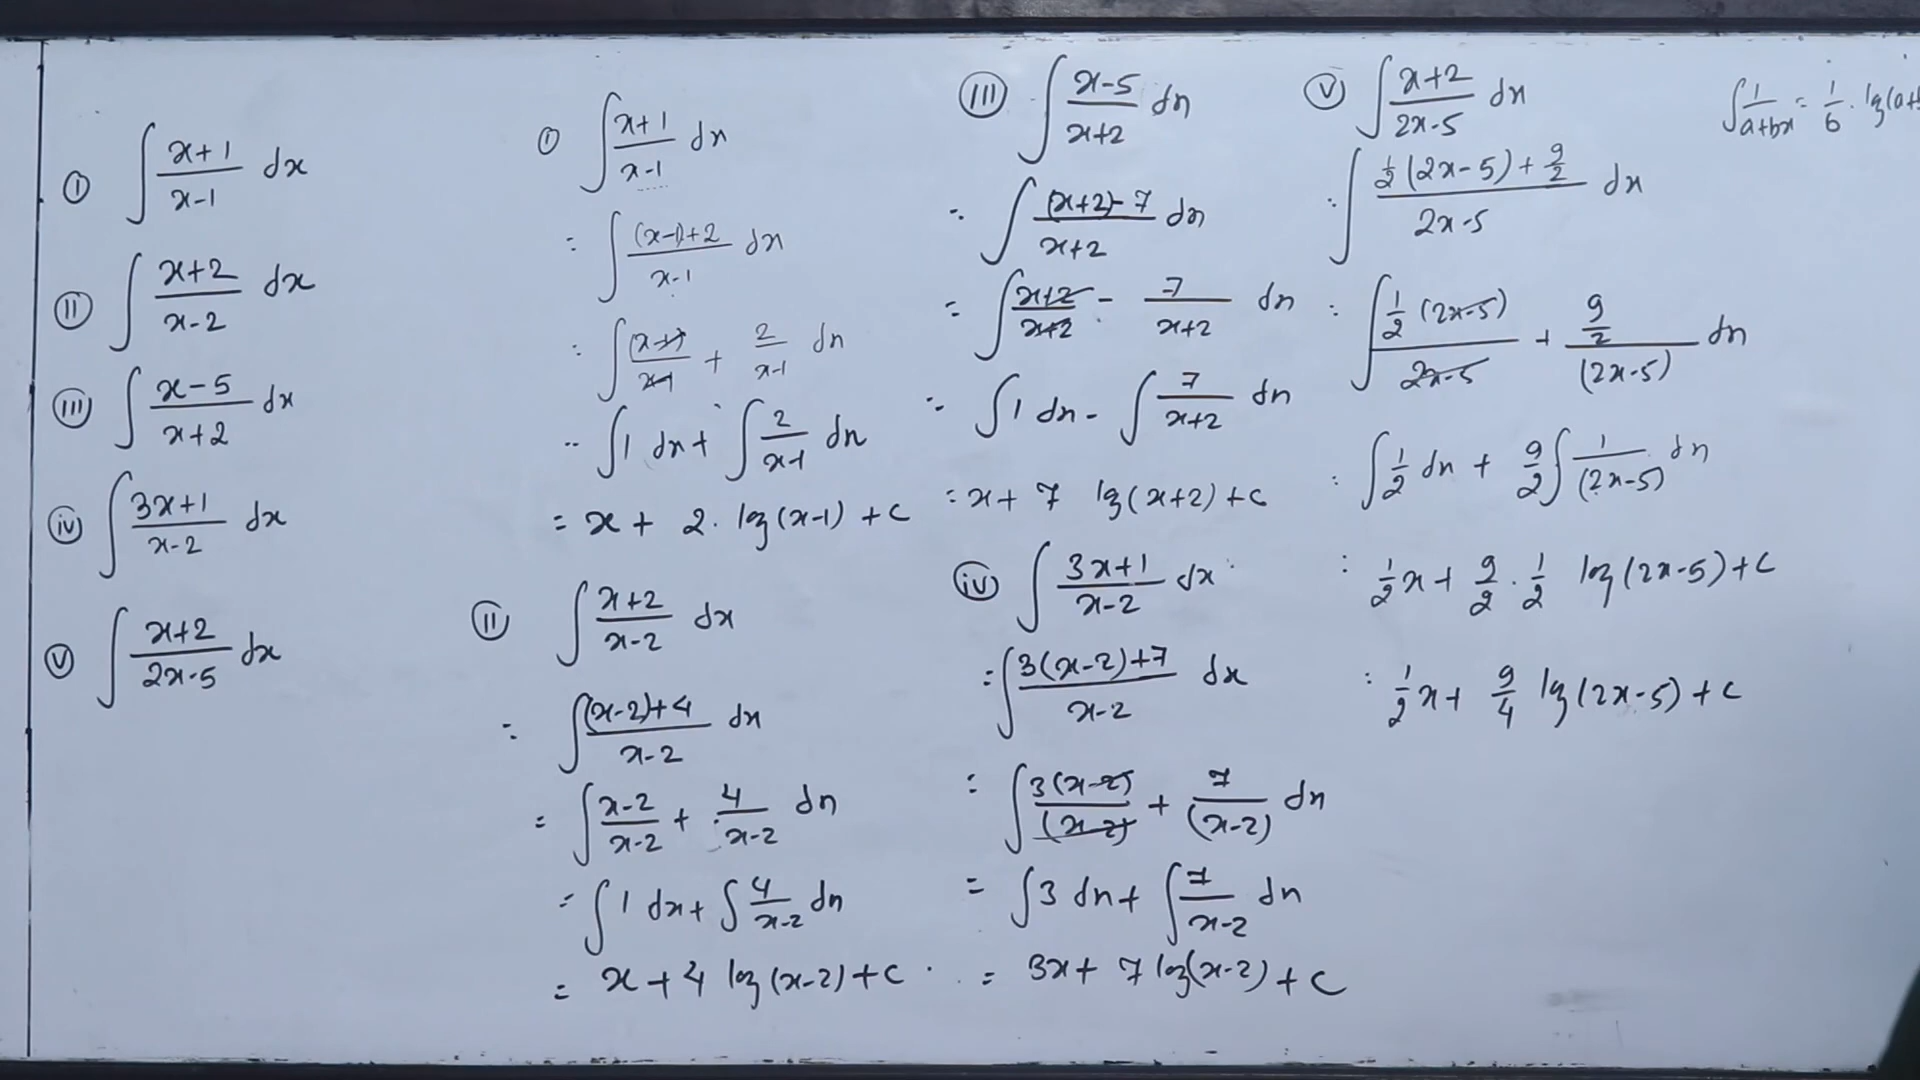 ① ∫ x+1/x-1 dx
② ∫ x+2/x-2 dx
③ ∫ x-5/x+2 dx
④ ∫ 3x+1/x-2 dx
⑤ ∫ x+2/2x-5 dx
① ∫ x+1/x-1 dx
= ∫ (x-1)+2/x-1 dx
= ∫ (x-1)/x-1 + 2/x-1 dx
= ∫ 1 dx + ∫ 2/x-1 dx
= x + 2. log(x-1) + c
② ∫ x+2/x-2 dx
= ∫ (x-2)+4/x-2 dx
= ∫ x-2/x-2 + 4/x-2 dx
= ∫ 1 dx + ∫ 4/x-2 dx
= x + 4 log(x-2) + c
③ ∫ x-5/x+2 dx
= ∫ (x+2)-7/x+2 dx
= ∫ x+2/x+2 - 7/x+2 dx
= ∫ 1 dx - ∫ 7/x+2 dx
= x + 7 log(x+2) + c
④ ∫ 3x+1/x-2 dx
= ∫ 3(x-2)+7/x-2 dx
= ∫ 3(x-2)/(x-2) + 7/(x-2) dx
= ∫ 3 dx + ∫ 7/x-2 dx
= 3x + 7 log(x-2) + c
⑤ ∫ x+2/2x-5 dx
: ∫ 1/2 (2x-5) + 9/2 / 2x-5 dx
: ∫ 1/2 (2x-5) / 2x-5 + 9/2 / (2x-5) dx
: ∫ 1/2 dx + 9/2 ∫ 1/(2x-5) dx
: 1/2 x + 9/2 . 1/2 log(2x-5) + c
: 1/2 x + 9/4 log(2x-5) + c
∫ 1/a+bx = 1/b . log(a+